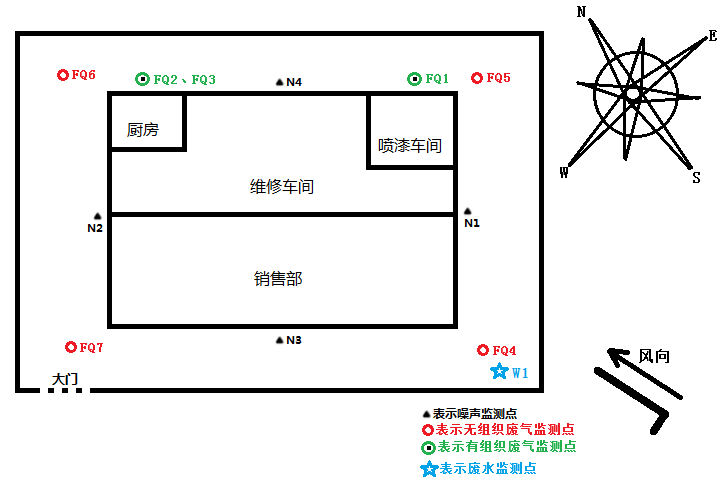 N
E
W
S
FQ6
FQ2、FQ3
N4
FQ1
FQ5
厨房
喷漆车间
维修车间
N2
N1
销售部
FQ7
N3
FQ4
W1
大门
风向
表示噪声监测点
表示无组织废气监测点
表示有组织废气监测点
表示废水监测点